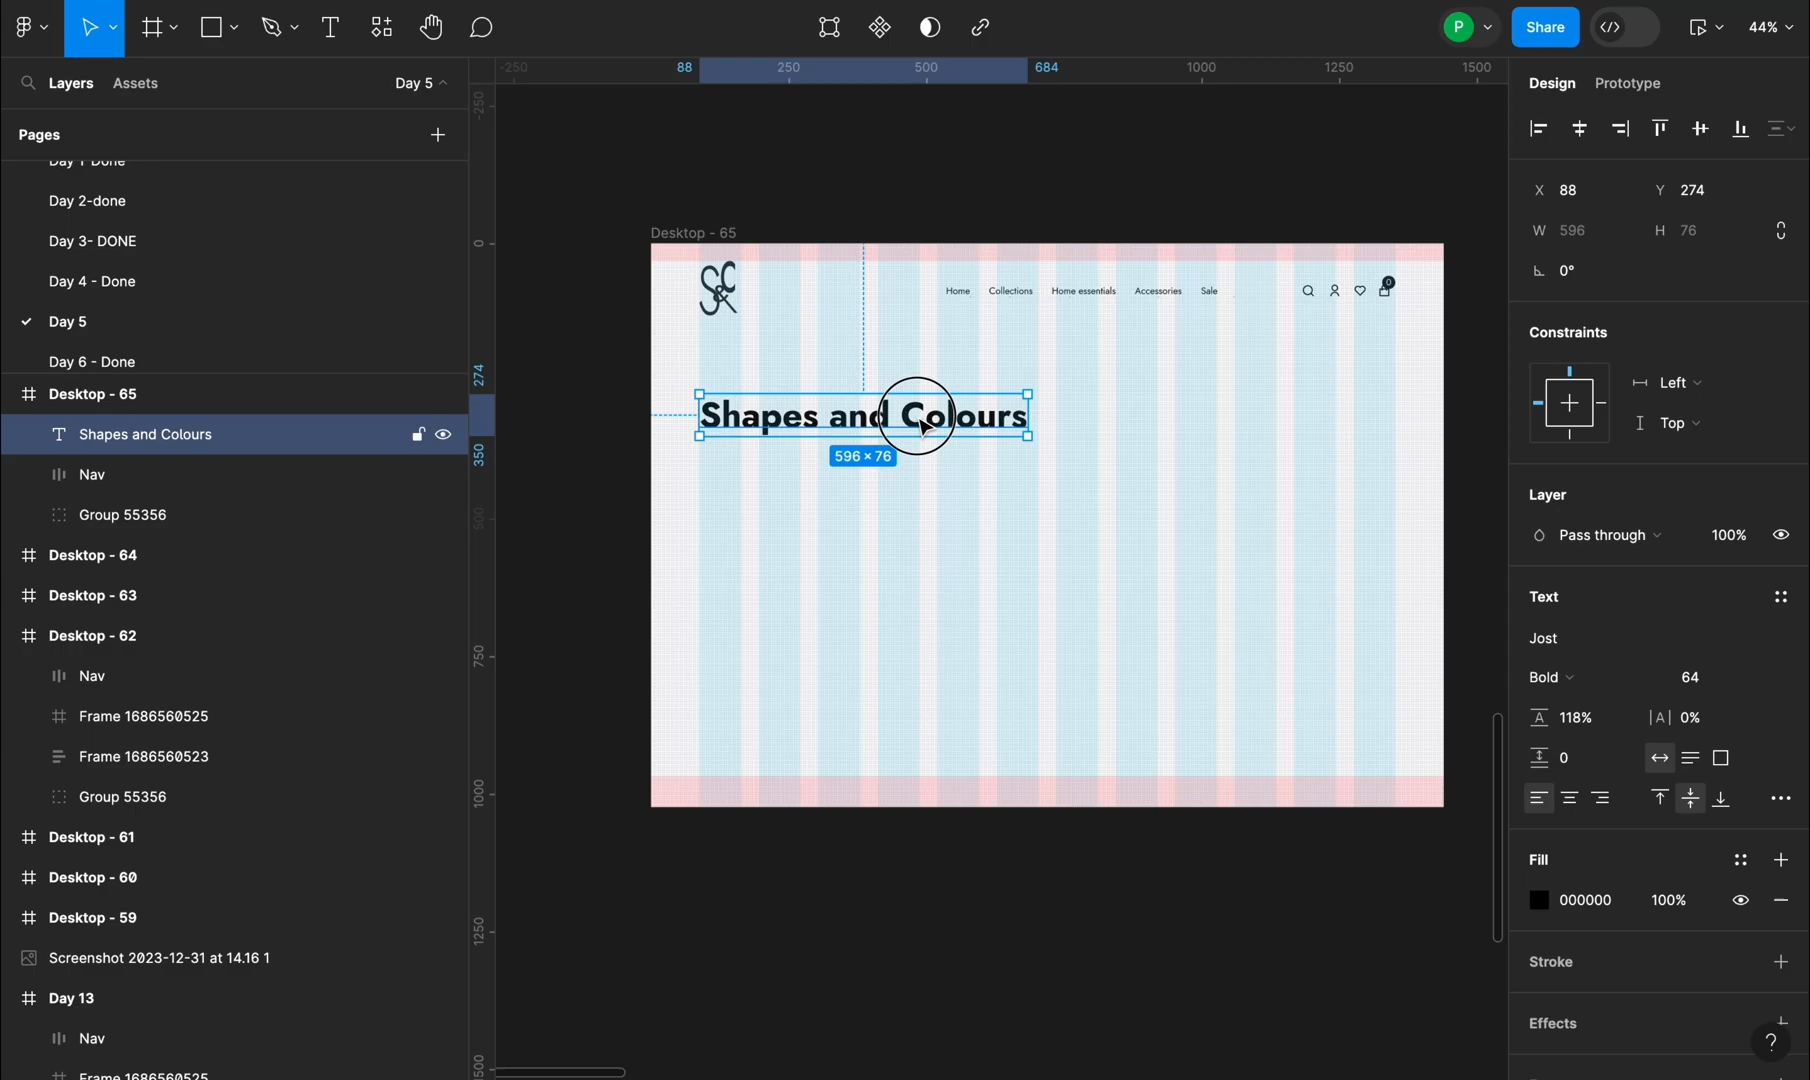 P
Share
44%
Layers
Assets
Day 5
Pages
Day 1 Done
Day 2-done
Day 3- DONE
Day 4 - Done
Day 5
Day 6 - Done
Desktop - 65
Shapes and Colours
Nav
Group 55356
Desktop - 64
Desktop - 63
Desktop - 62
Nav
Frame 1686560525
Frame 1686560523
Group 55356
Desktop - 61
Desktop - 60
Desktop - 59
Screenshot 2023-12-31 at 14.16 1
Day 13
Nav
Frame 1686560525
-250
88
250
500
684
1000
1250
1500
-250
0
274
350
500
750
1000
1250
1500
Desktop - 65
S&C
Home
Collections
Home essentials
Accessories
Sale
0
Shapes and Colours
596 × 76
Design
Prototype
X 88
Y 274
W 596
H 76
0°
Constraints
Left
Top
Layer
Pass through
100%
Text
Jost
Bold
64
A 118%
|A| 0%
0
Fill
000000
100%
Stroke
Effects
?